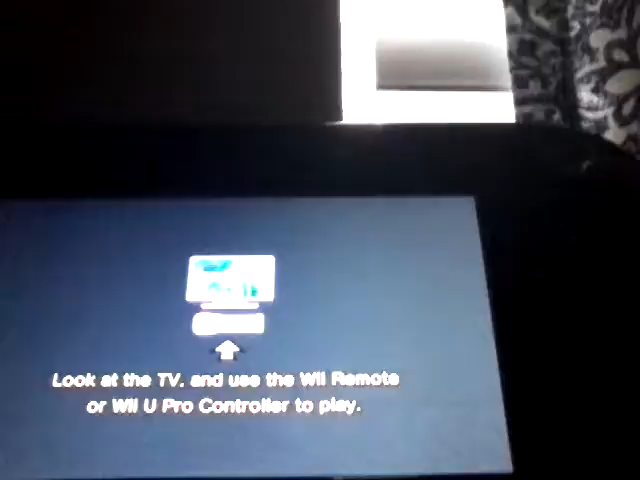 Look at the TV, and use the Wii Remote
or Wii U Pro Controller to play.